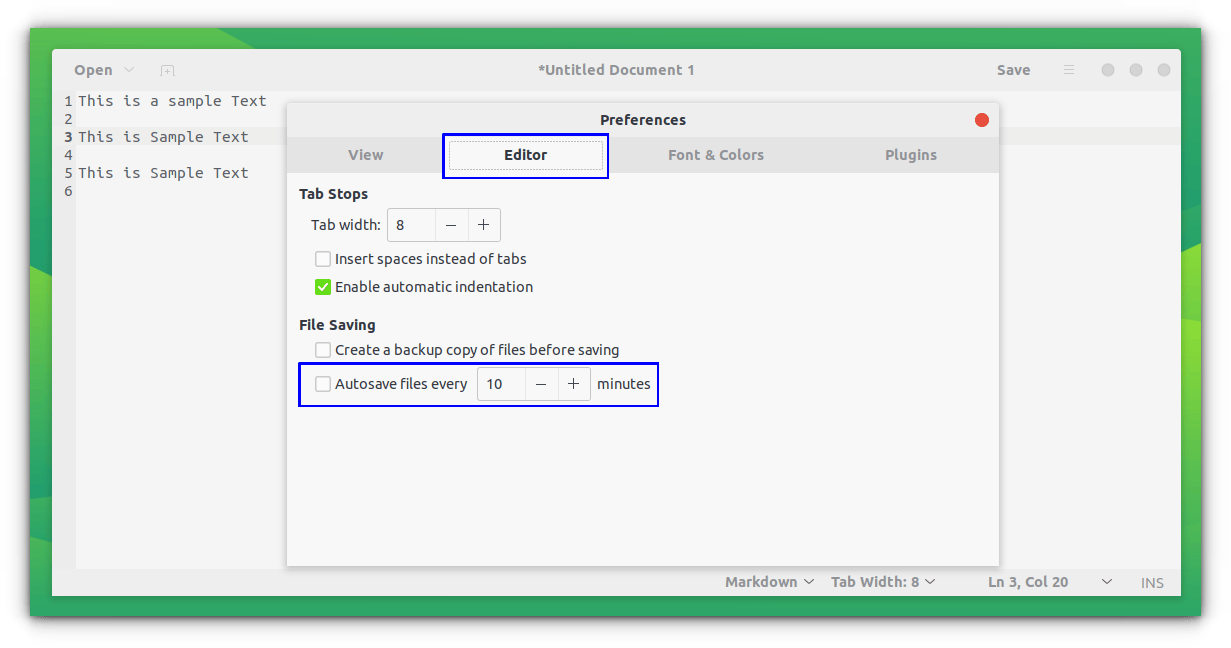 Open *Untitled Document 1 Save
1 This is a sample Text
2
3 This is Sample Text
4
5 This is Sample Text
6
Preferences
View Editor Font & Colors Plugins
Tab Stops
Tab width: 8 – +
Insert spaces instead of tabs
Enable automatic indentation
File Saving
Create a backup copy of files before saving
Autosave files every 10 – + minutes
Markdown Tab Width: 8 Ln 3, Col 20 INS